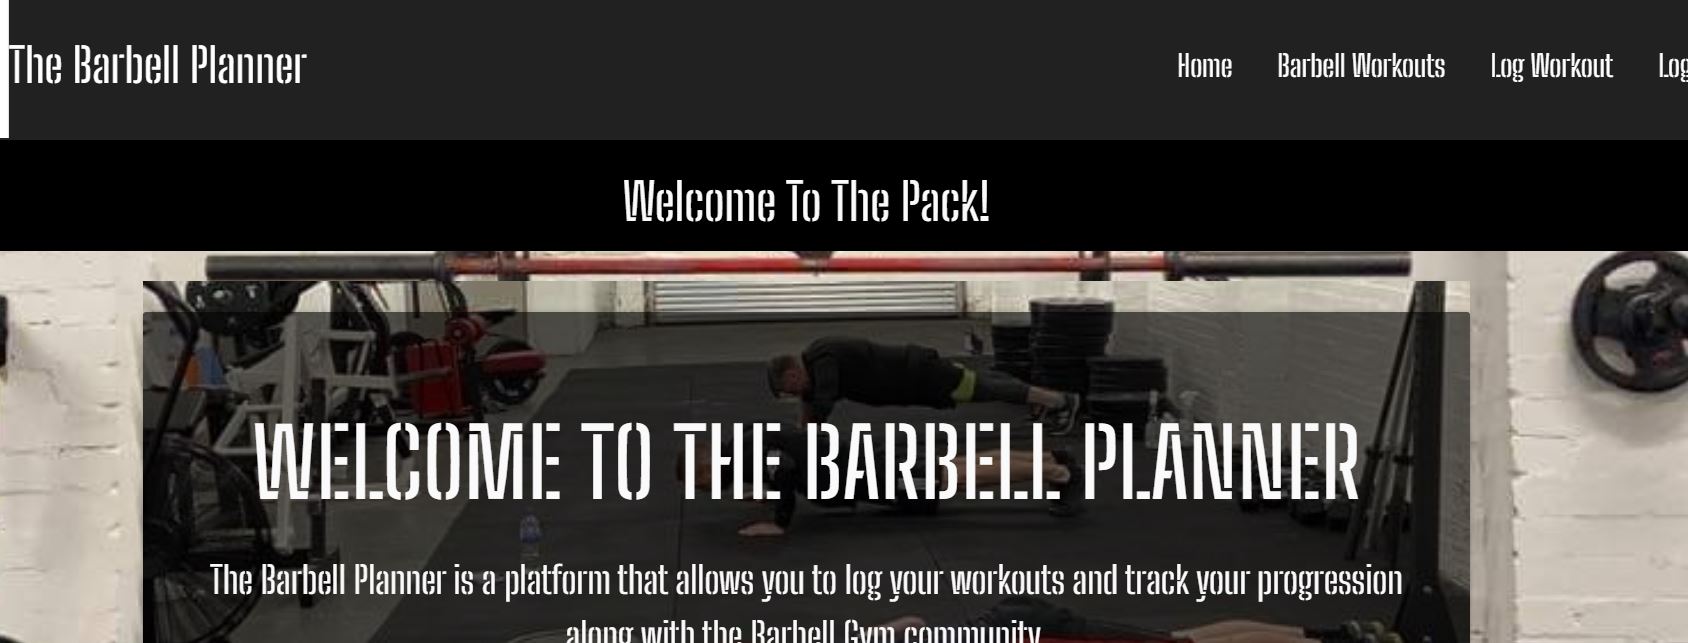 The Barbell Planner
Home Barbell Workouts Log Workout Log
Welcome To The Pack!
WELCOME TO THE BARBELL PLANNER
The Barbell Planner is a platform that allows you to log your workouts and track your progression
along with the Barbell Gym community.